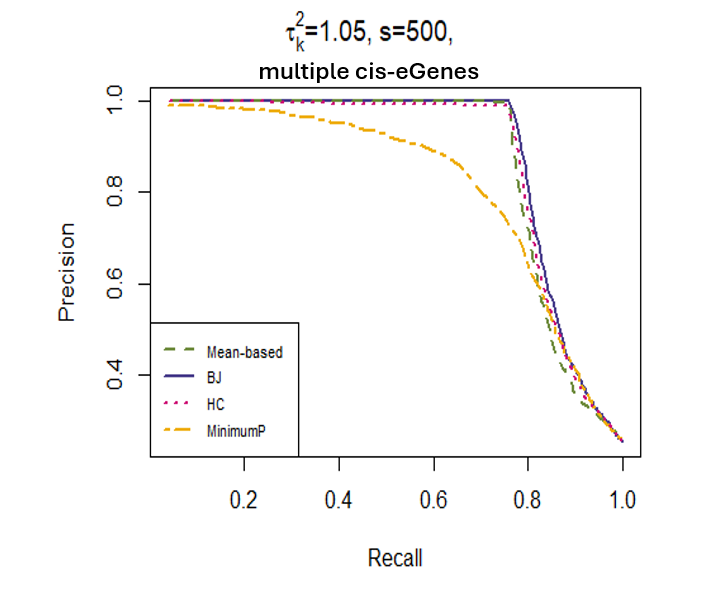 τ²ₖ=1.05, s=500,
multiple cis-eGenes
Precision
1.0
0.8
0.6
0.4
Mean-based
BJ
HC
MinimumP
0.2 0.4 0.6 0.8 1.0
Recall